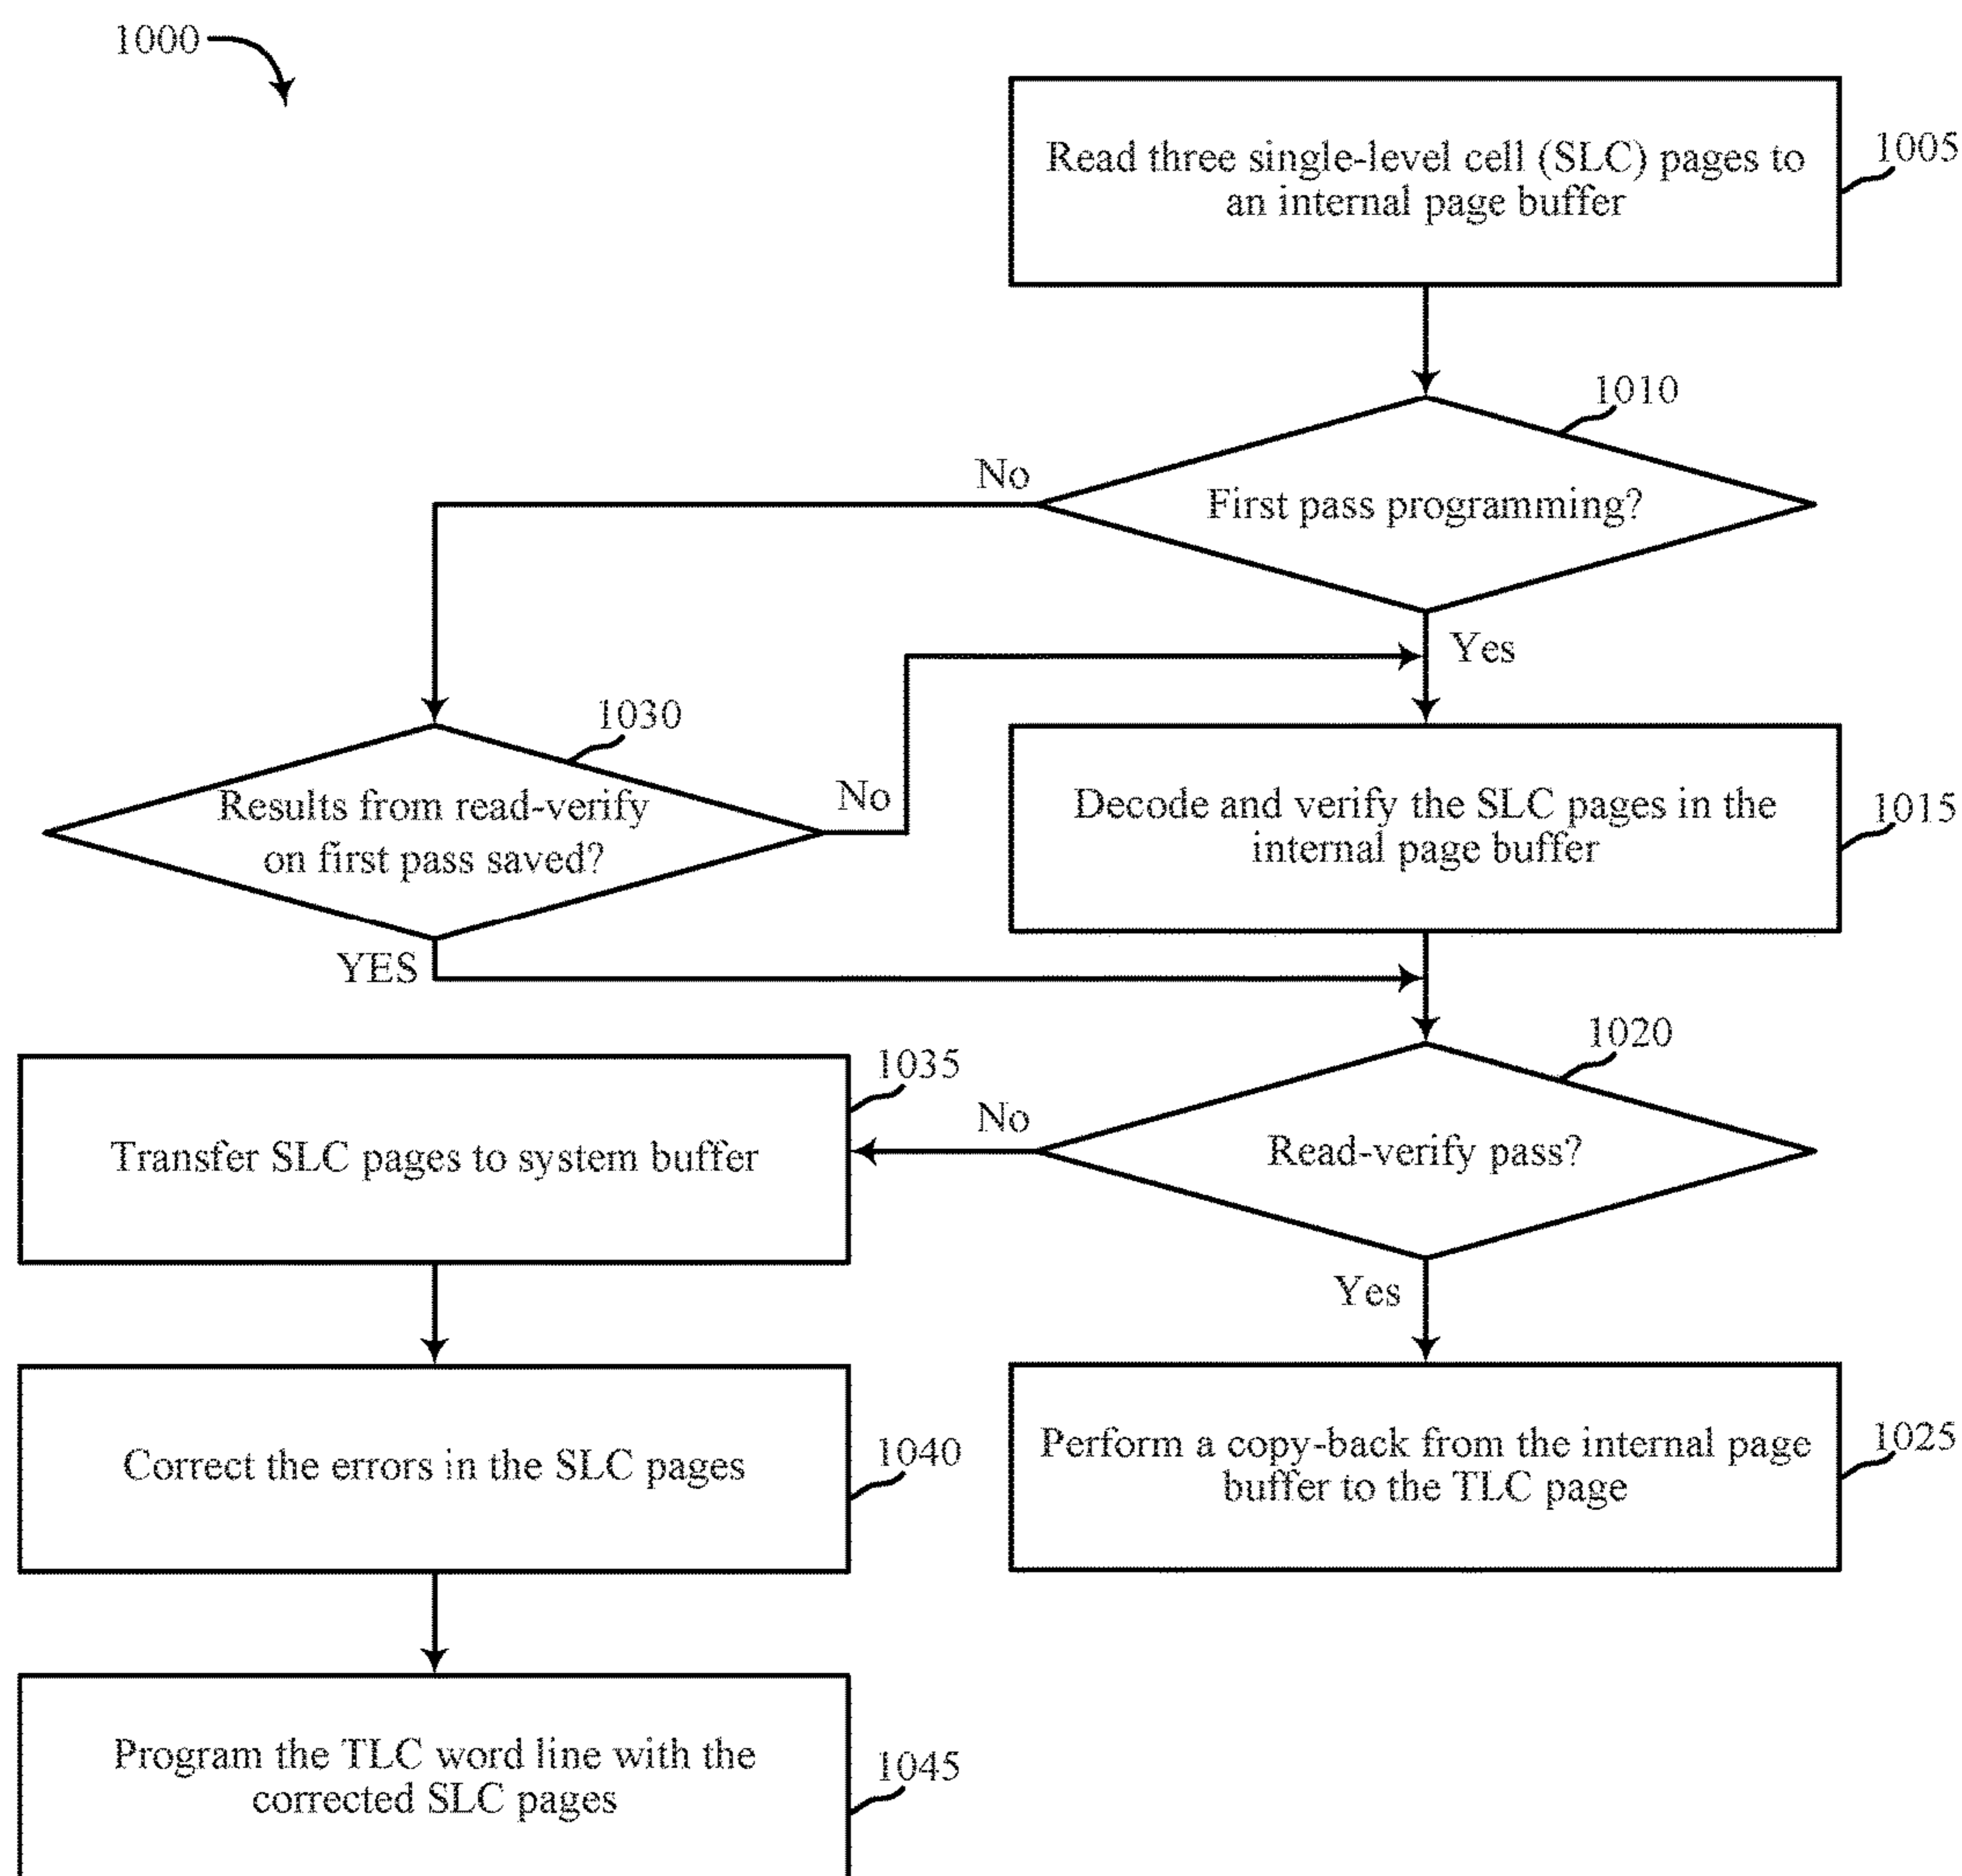 1000
Read three single-level cell (SLC) pages to
an internal page buffer
1005
1010
First pass programming?
No
Yes
1030
Results from read-verify
on first pass saved?
No
YES
Decode and verify the SLC pages in the
internal page buffer
1015
1020
Read-verify pass?
No
Yes
1035
Transfer SLC pages to system buffer
Perform a copy-back from the internal page
buffer to the TLC page
1025
Correct the errors in the SLC pages
1040
Program the TLC word line with the
corrected SLC pages
1045